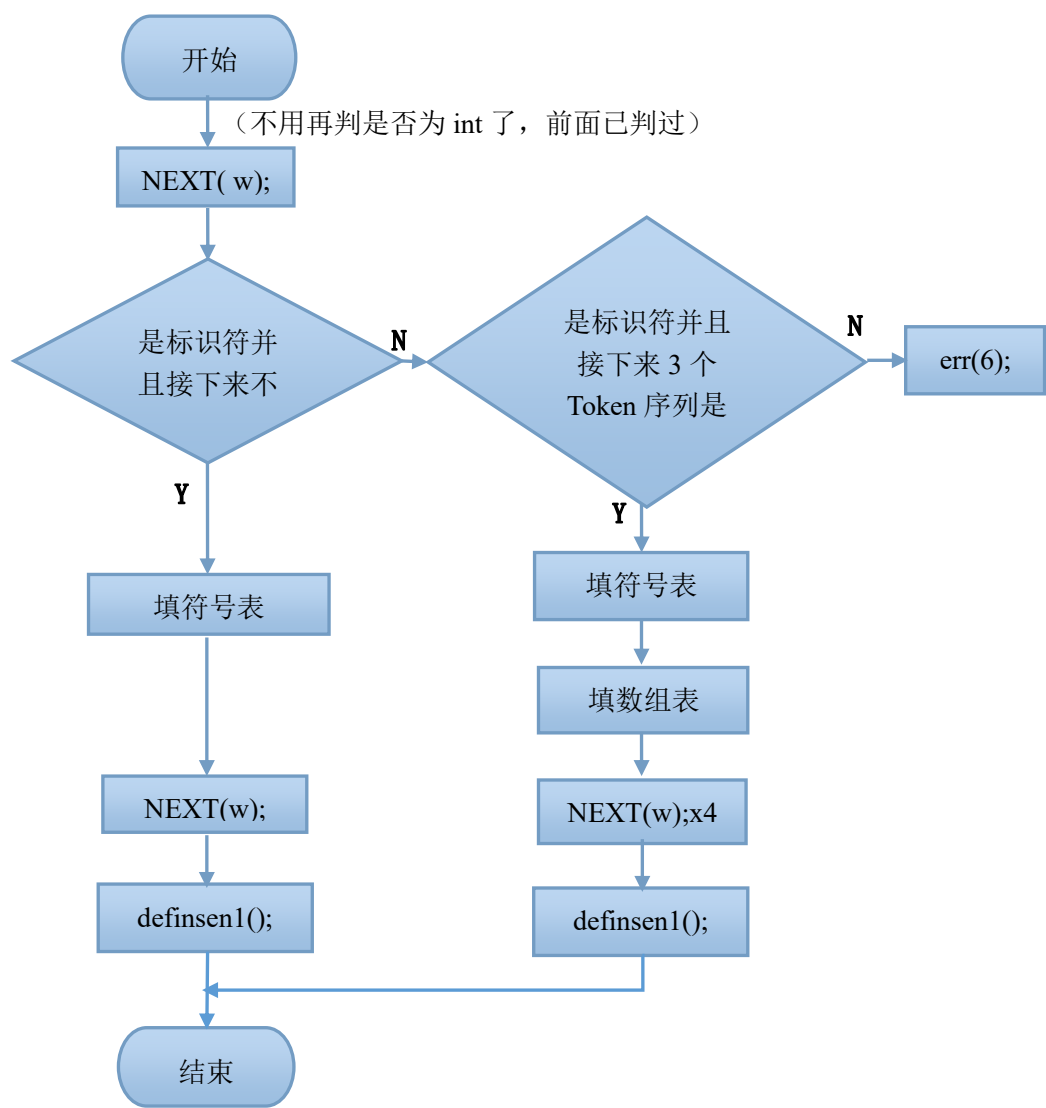 开始
（不用再判是否为 int 了，前面已判过）
NEXT( w);
是标识符并
且接下来不
N
Y
填符号表
NEXT(w);
definsen1();
是标识符并且
接下来 3 个
Token 序列是
N
err(6);
Y
填符号表
填数组表
NEXT(w);x4
definsen1();
结束